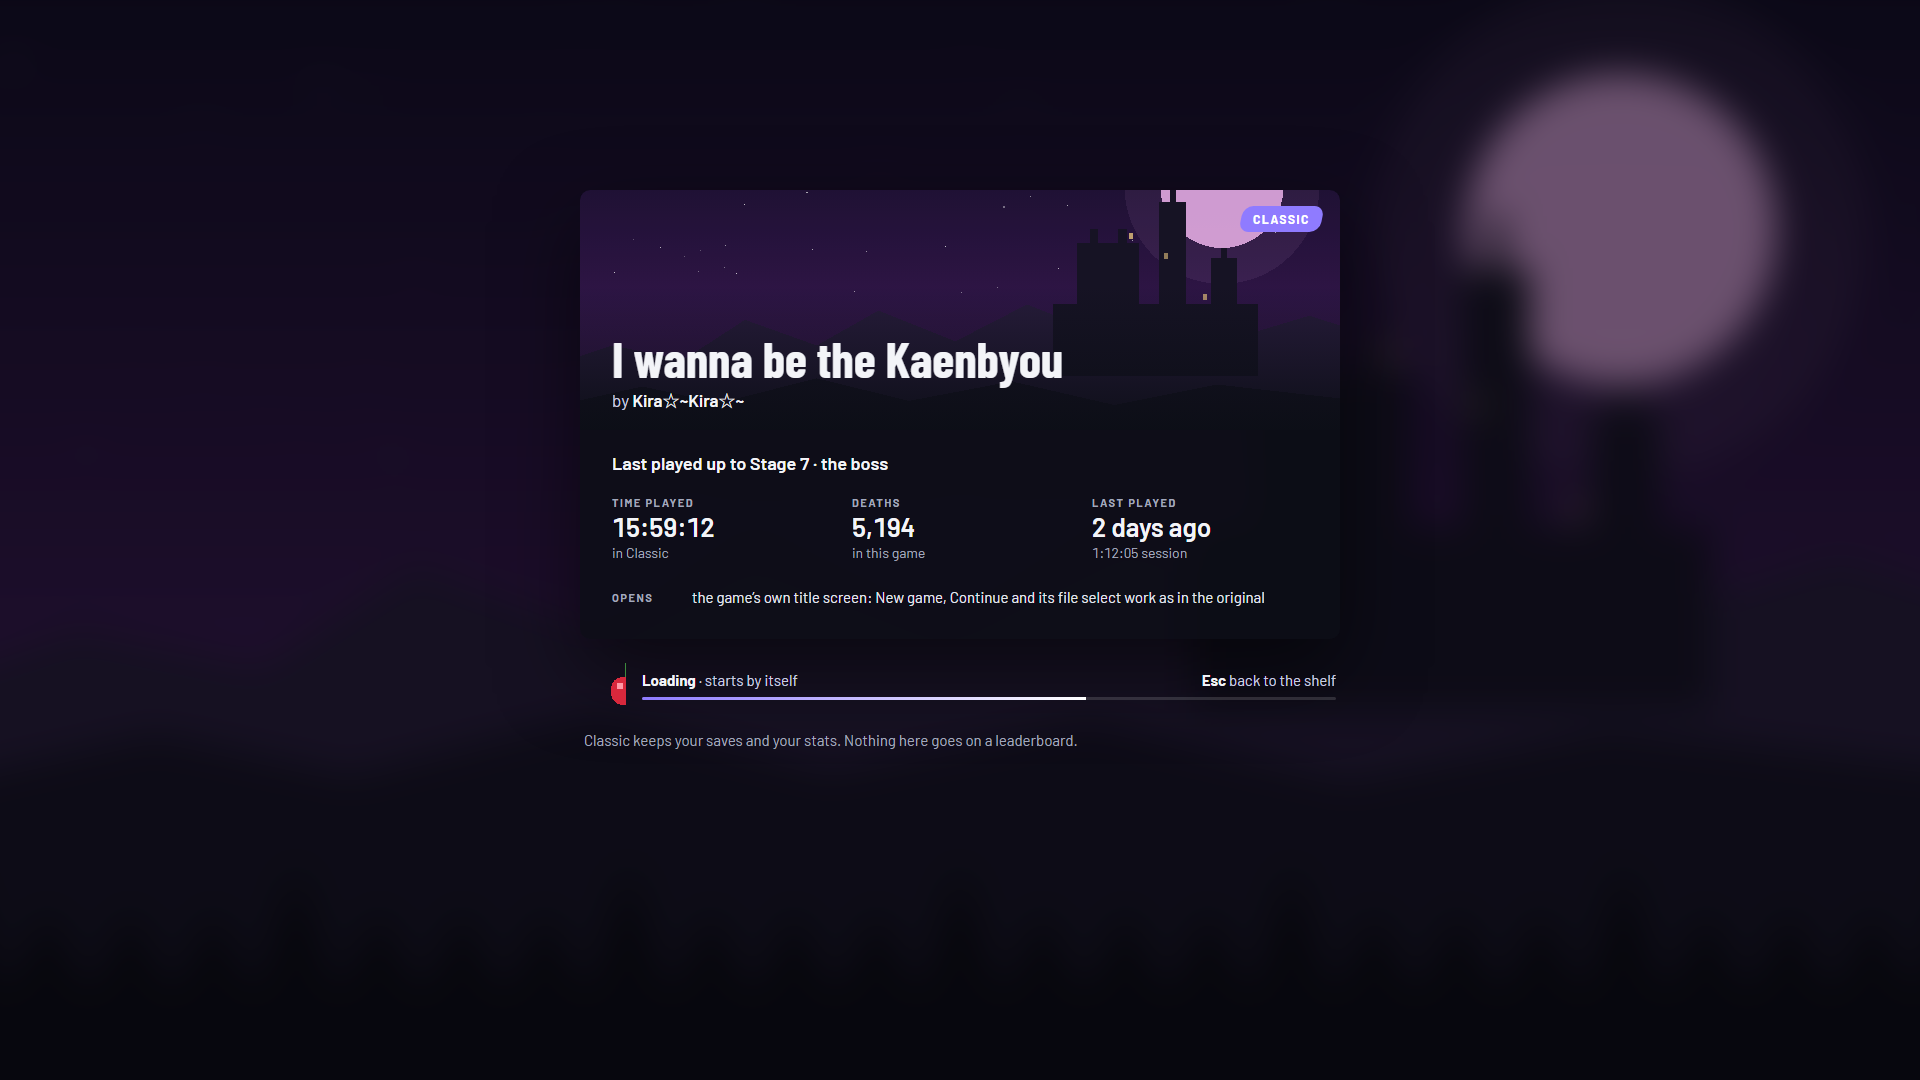 CLASSIC
I wanna be the Kaenbyou
by Kira☆~Kira☆~
Last played up to Stage 7 · the boss
TIME PLAYED DEATHS LAST PLAYED
15:59:12 5,194 2 days ago
in Classic in this game 1:12:05 session
OPENS the game's own title screen: New game, Continue and its file select work as in the original
Loading · starts by itself Esc back to the shelf
Classic keeps your saves and your stats. Nothing here goes on a leaderboard.